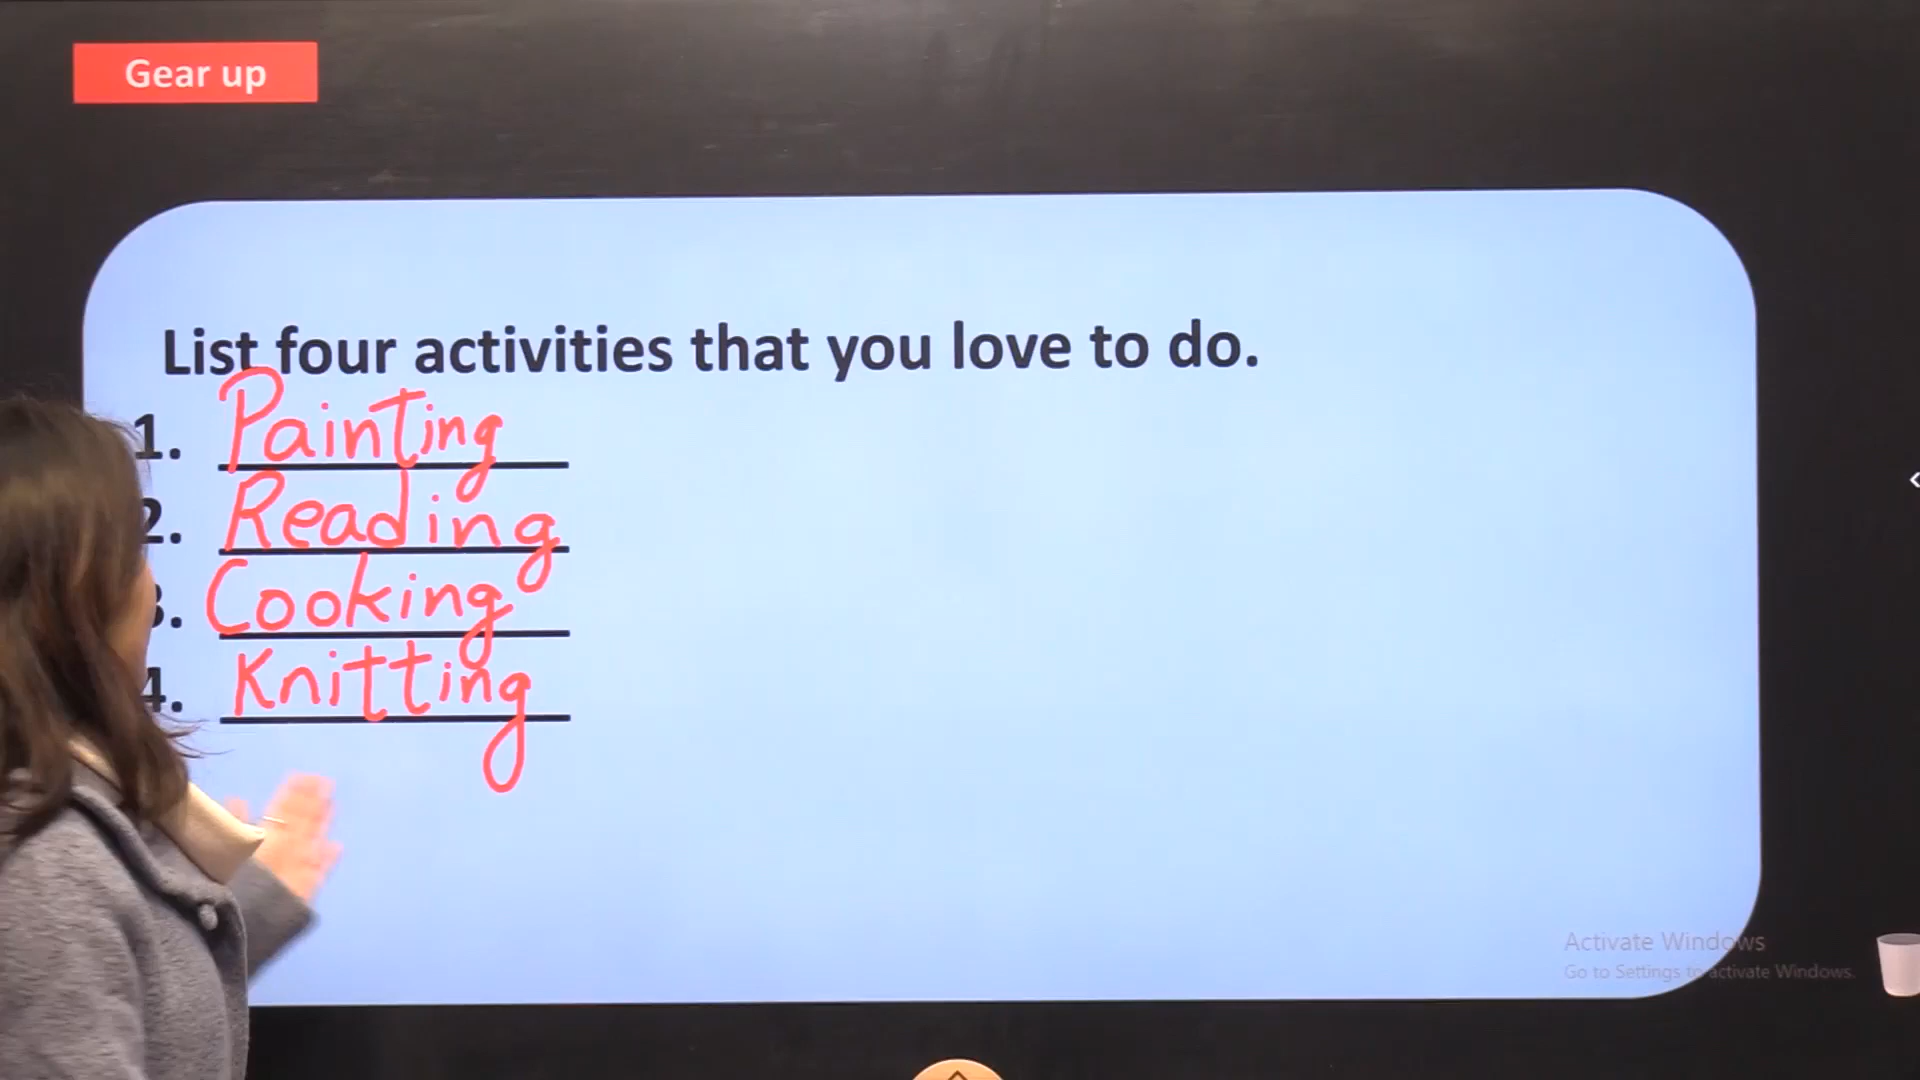 Gear up
List four activities that you love to do.
1. Painting
2. Reading
3. Cooking
4. Knitting
Activate Windows
Go to Settings to activate Windows.